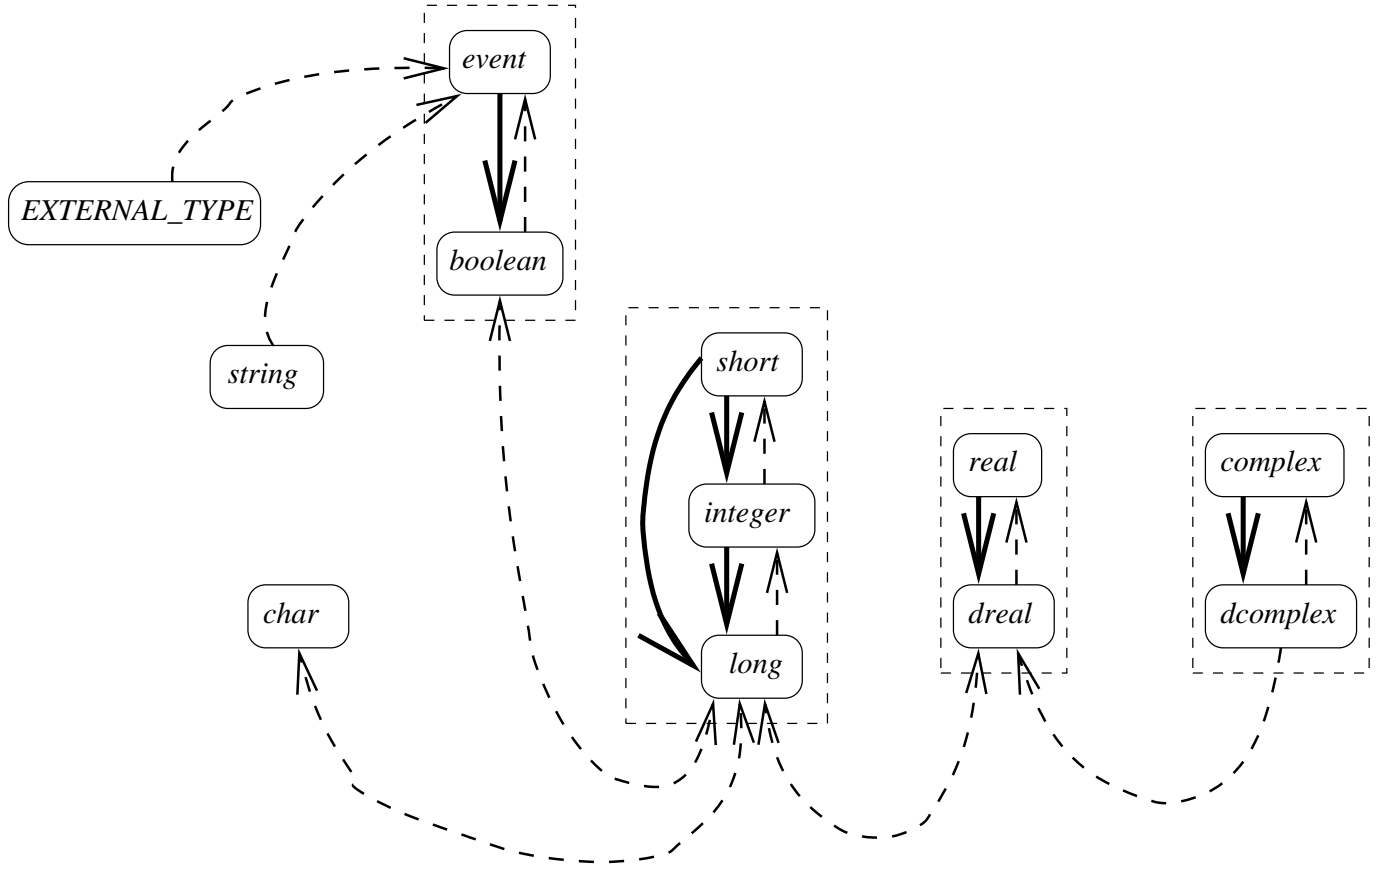 event
EXTERNAL_TYPE
boolean
string
short
real
complex
integer
char
dreal
dcomplex
long